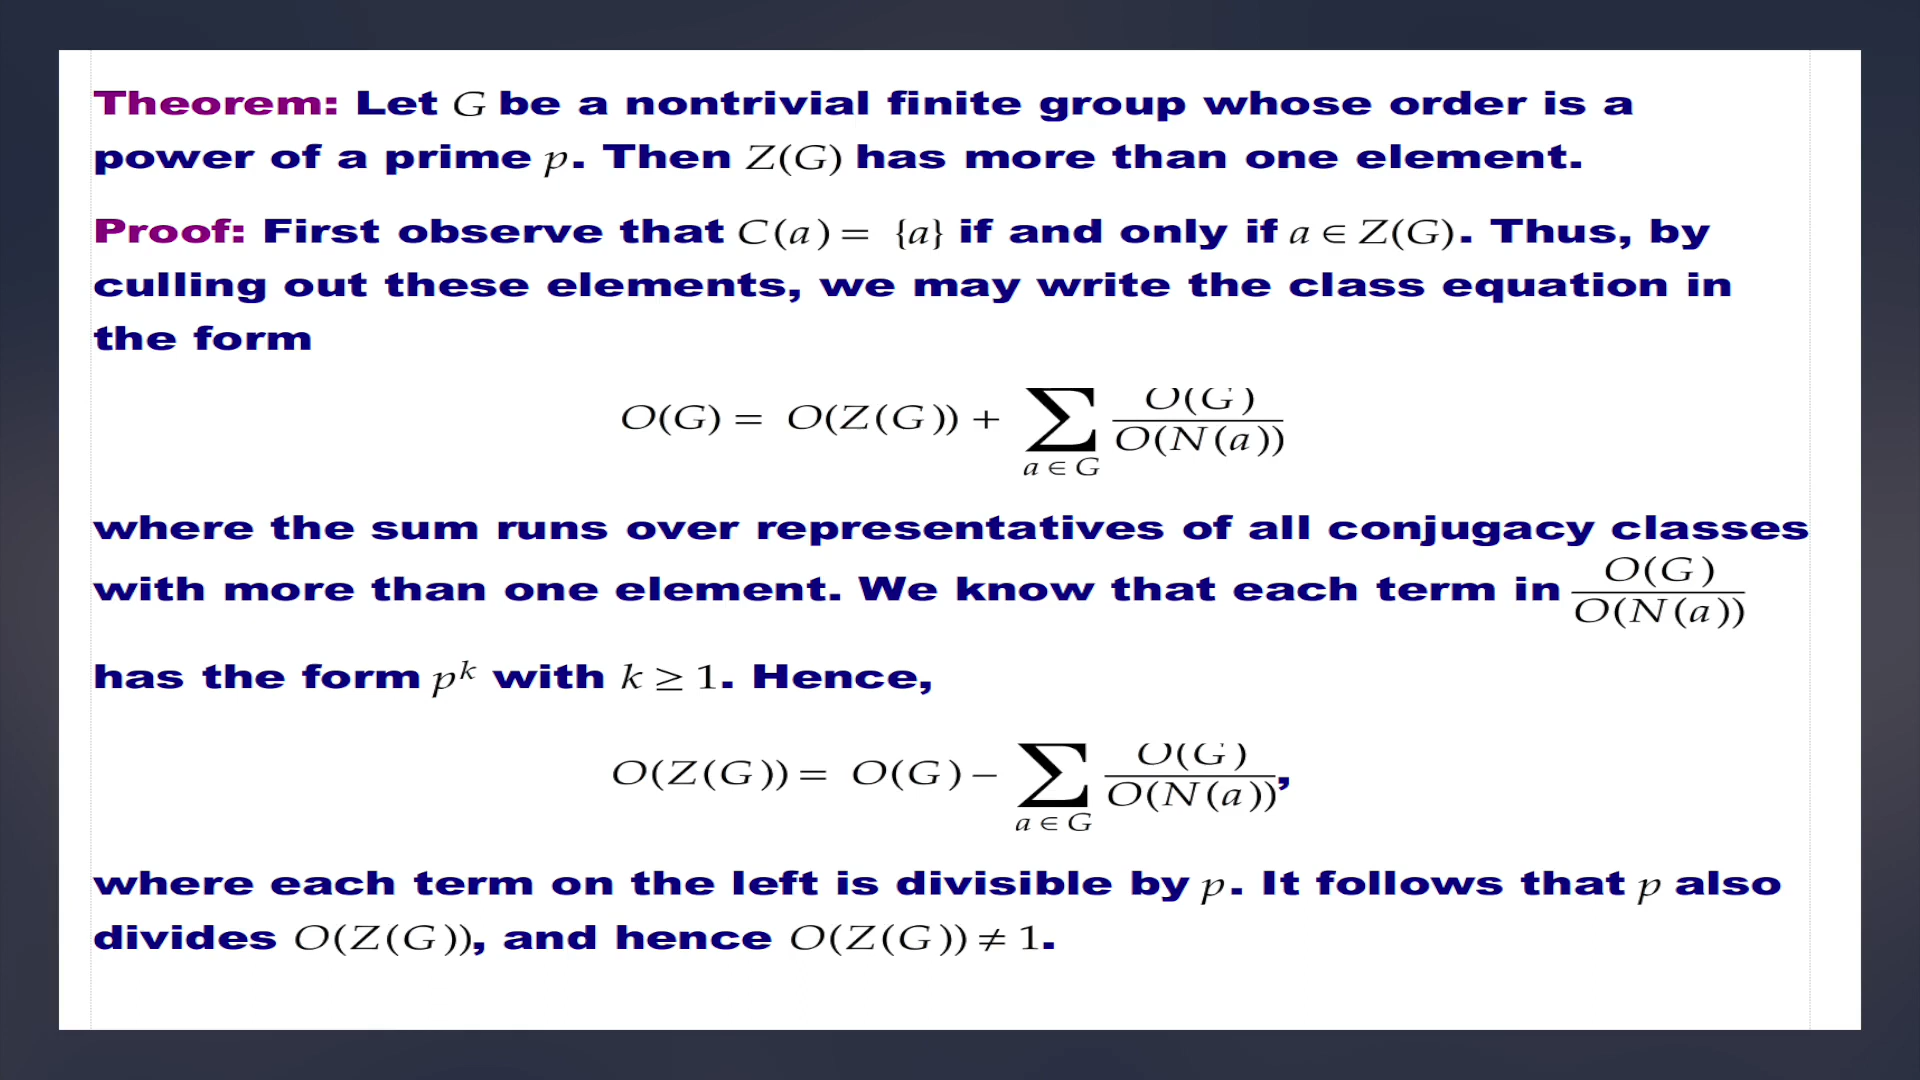 Theorem: Let G be a nontrivial finite group whose order is a
power of a prime p. Then Z(G) has more than one element.
Proof: First observe that C(a) = {a} if and only if a ∈ Z(G). Thus, by
culling out these elements, we may write the class equation in
the form
O(G) = O(Z(G)) + ∑_{a ∈ G} O(G)/O(N(a))
where the sum runs over representatives of all conjugacy classes
with more than one element. We know that each term in O(G)/O(N(a))
has the form p^k with k ≥ 1. Hence,
O(Z(G)) = O(G) − ∑_{a ∈ G} O(G)/O(N(a)),
where each term on the left is divisible by p. It follows that p also
divides O(Z(G)), and hence O(Z(G)) ≠ 1.